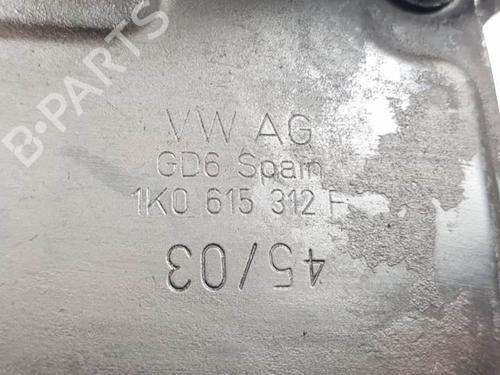 B-PARTS
VW AG
GD6 Spain
1K0 615 312 F
45/03